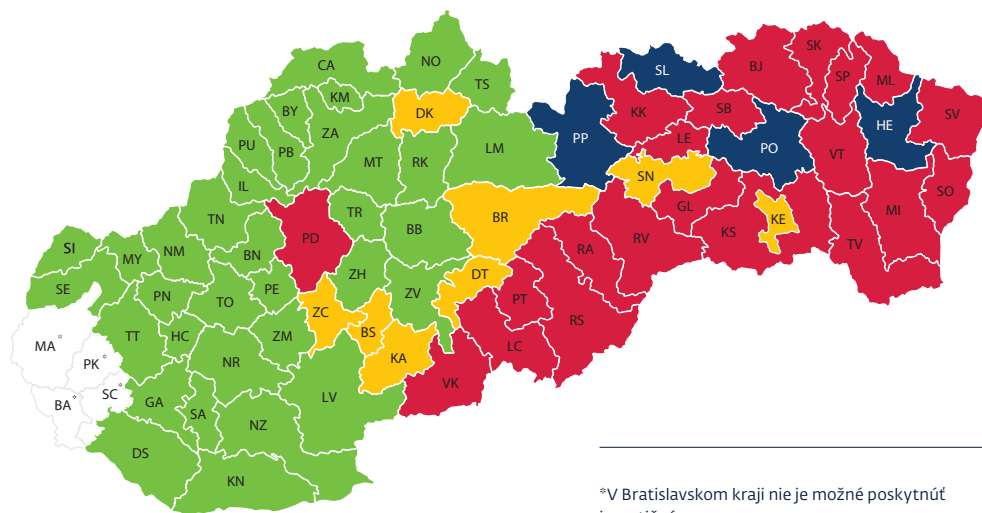 NO
CA
TS
KM
BY
DK
ZA
PU
PB
MT
RK
LM
IL
TN
TR
BB
BR
PD
BN
ZH
SI
MY
NM
SE
PN
TO
PE
ZC
BS
ZV
DT
KA
TT
HC
ZM
NR
MA*
PK*
SC*
BA*
GA
SA
NZ
LV
DS
KN
SK
SL
BJ
SP
ML
KK
SB
HE
SV
PP
LE
PO
VT
SN
GL
KE
KS
MI
SO
RA
RV
TV
PT
RS
LC
VK
*V Bratislavskom kraji nie je možné poskytnúť